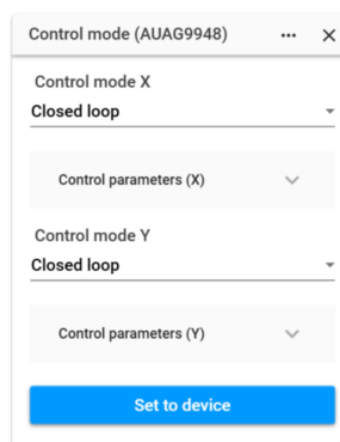 Control mode (AUAG9948)
Control mode X
Closed loop
Control parameters (X)
Control mode Y
Closed loop
Control parameters (Y)
Set to device